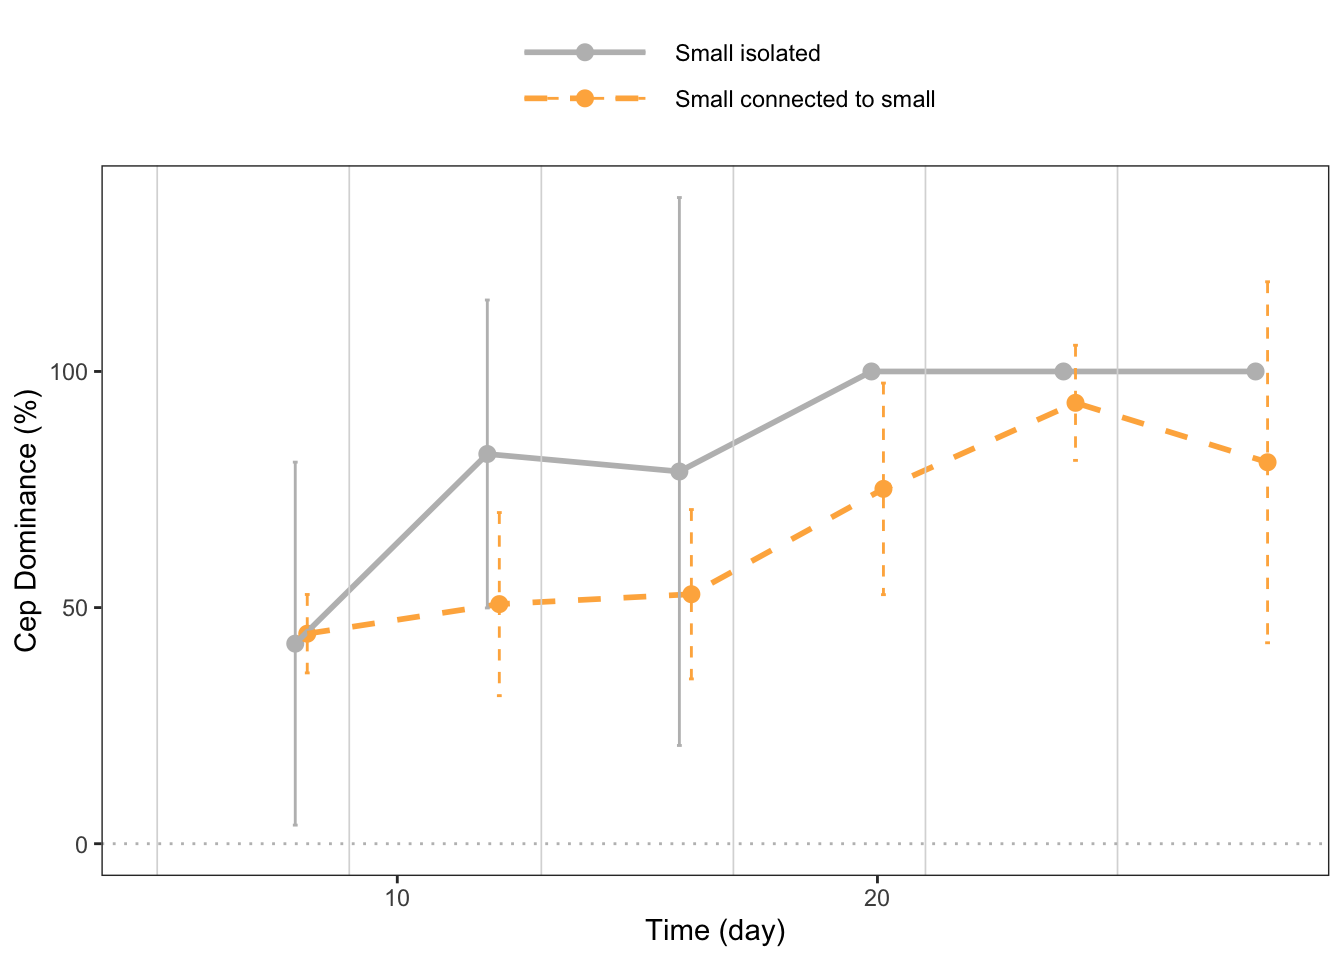 Small isolated
Small connected to small
Cep Dominance (%)
100
50
0
10
20
Time (day)